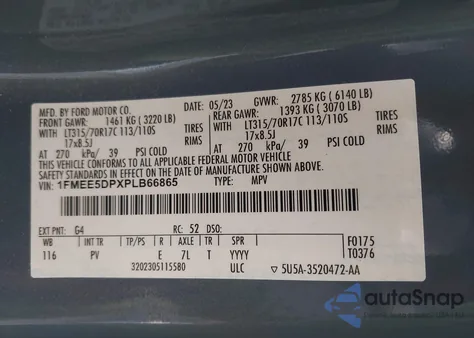 MFD. BY FORD MOTOR CO.
05/23 GVWR: 2785 KG (6140 LB)
FRONT GAWR: 1461 KG (3220 LB)
REAR GAWR: 1393 KG (3070 LB)
WITH LT315/70R17C 113/110S TIRES
WITH LT315/70R17C 113/110S TIRES
17x8.5J RIMS
17x8.5J RIMS
AT 270 kPa/ 39 PSI COLD
AT 270 kPa/ 39 PSI COLD
THIS VEHICLE CONFORMS TO ALL APPLICABLE FEDERAL MOTOR VEHICLE
SAFETY STANDARDS IN EFFECT ON THE DATE OF MANUFACTURE SHOWN ABOVE.
VIN: 1FMEE5DPXPLB66865
TYPE: MPV
EXT PNT: G4 RC: 52 DSO:
WB INT TR TP/PS R AXLE TR SPR
116 PV E 7L T YYYY
F0175
T0376
3202305115580 ULC ▽ 5U5A-3520472-AA
autoSnap